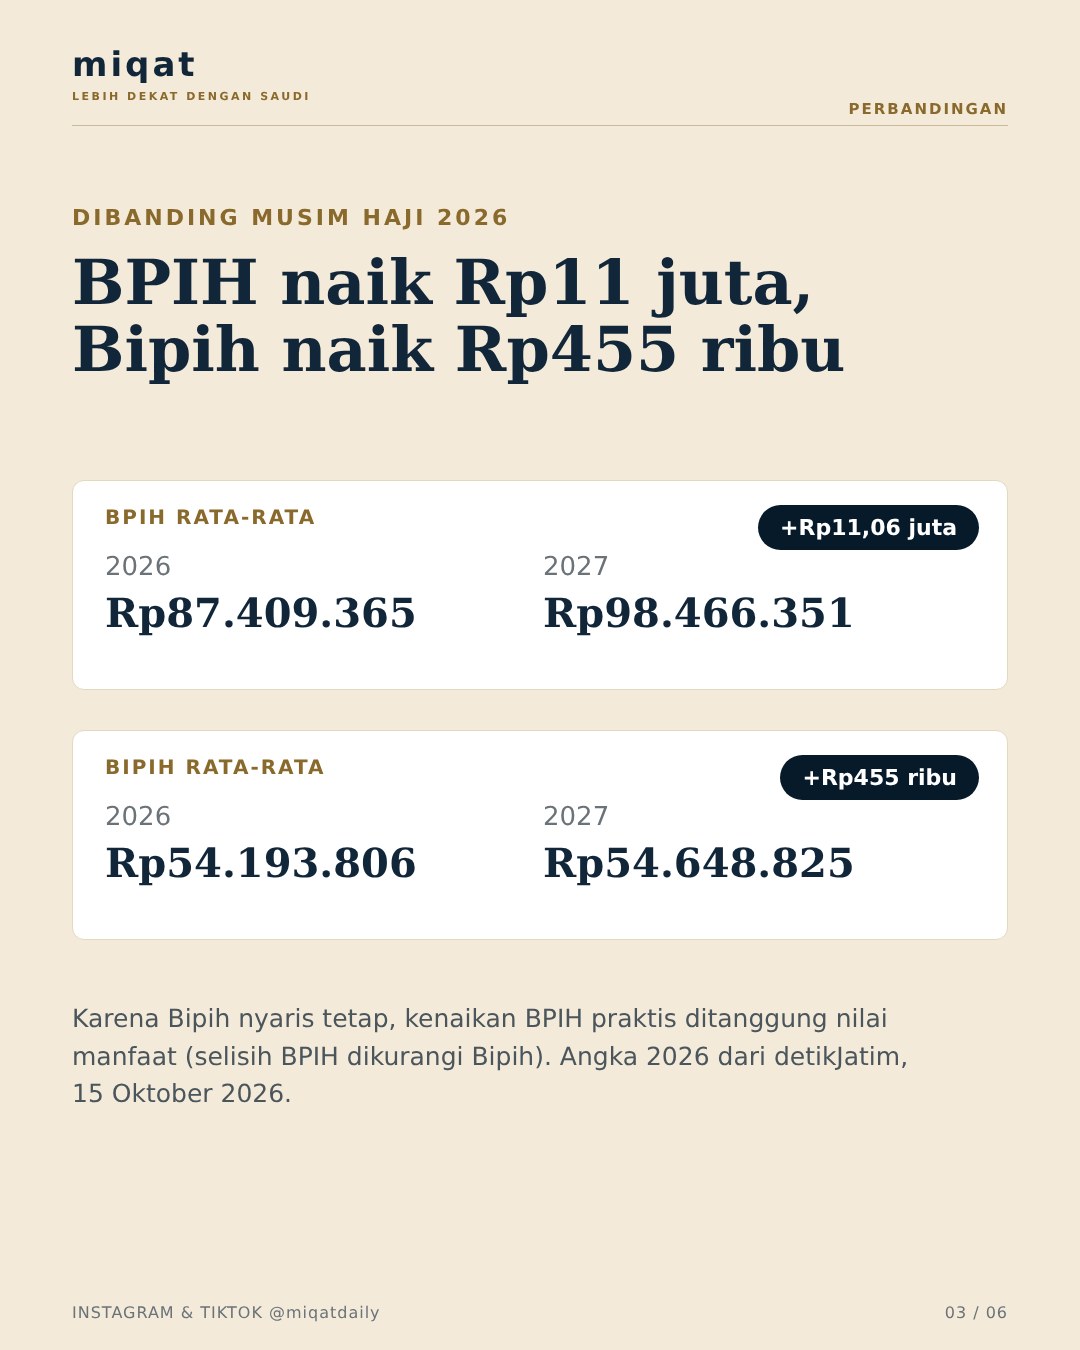 miqat
LEBIH DEKAT DENGAN SAUDI
PERBANDINGAN
DIBANDING MUSIM HAJI 2026
BPIH naik Rp11 juta,
Bipih naik Rp455 ribu
BPIH RATA-RATA
+Rp11,06 juta
2026
Rp87.409.365
2027
Rp98.466.351
BIPIH RATA-RATA
+Rp455 ribu
2026
Rp54.193.806
2027
Rp54.648.825
Karena Bipih nyaris tetap, kenaikan BPIH praktis ditanggung nilai
manfaat (selisih BPIH dikurangi Bipih). Angka 2026 dari detikJatim,
15 Oktober 2026.
INSTAGRAM & TIKTOK @miqatdaily
03 / 06